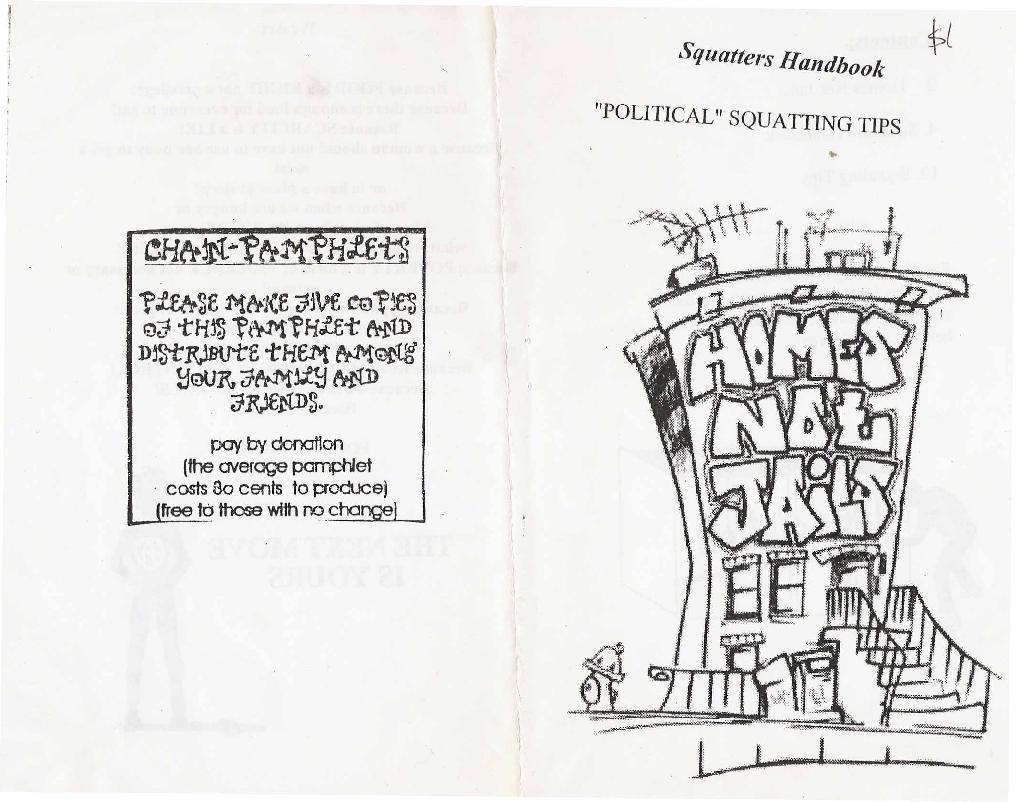 CHAIN-PAMPHLETS
PLEASE MAKE FIVE COPIES
OF THIS PAMPHLET AND
DISTRIBUTE THEM AMONG
YOUR FAMILY AND
FRIENDS.
pay by donation
(the average pamphlet
costs 80 cents to produce)
(free to those with no change)
$1
Squatters Handbook
"POLITICAL" SQUATTING TIPS
HOMES
NOT
JAILS